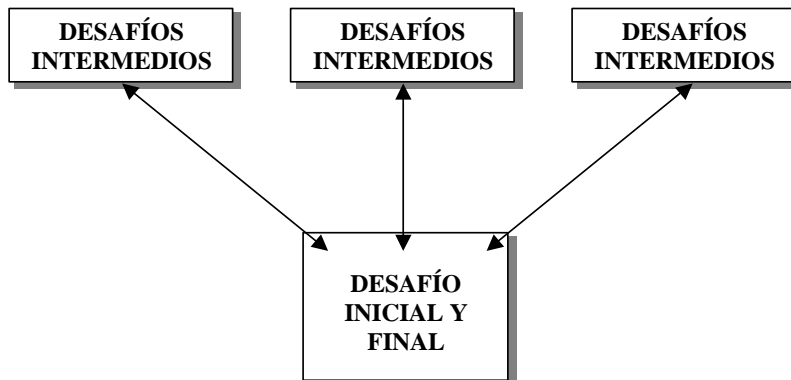 DESAFÍOS
INTERMEDIOS
DESAFÍOS
INTERMEDIOS
DESAFÍOS
INTERMEDIOS
DESAFÍO
INICIAL Y
FINAL